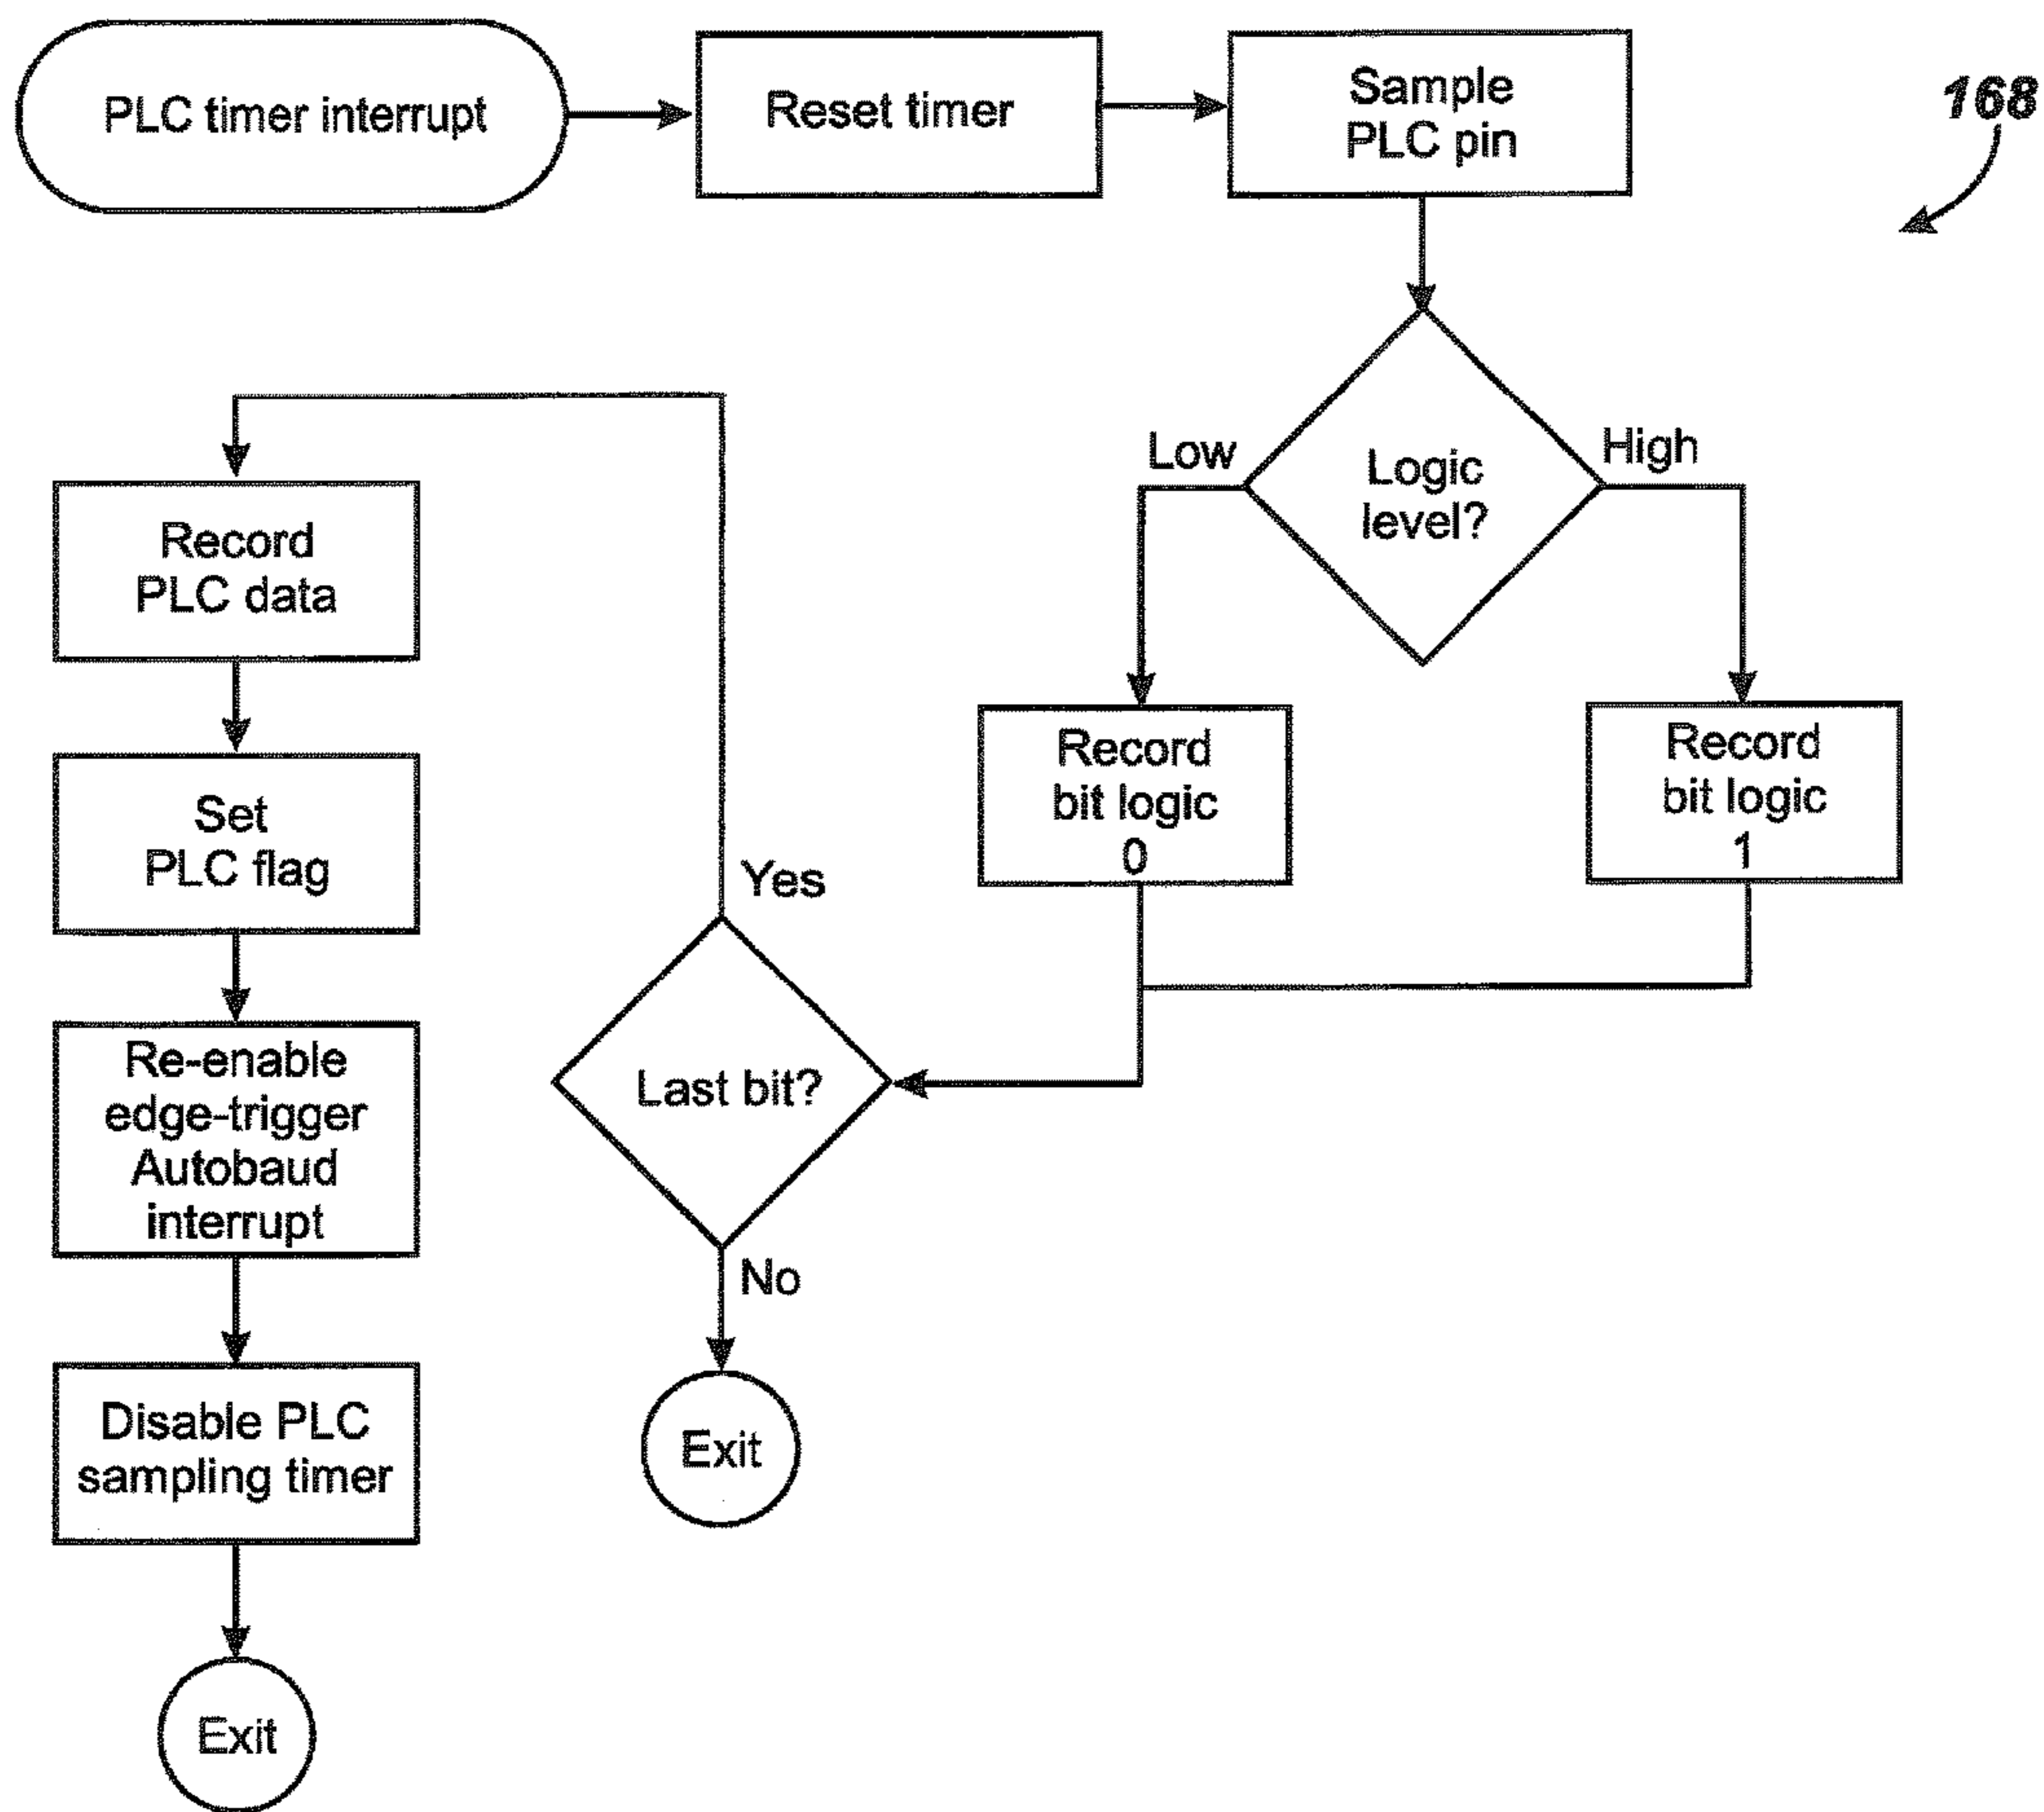 PLC timer interrupt
Reset timer
Sample
PLC pin
168
Logic
level?
Low
High
Record
bit logic
0
Record
bit logic
1
Last bit?
Yes
No
Exit
Record
PLC data
Set
PLC flag
Re-enable
edge-trigger
Autobaud
interrupt
Disable PLC
sampling timer
Exit